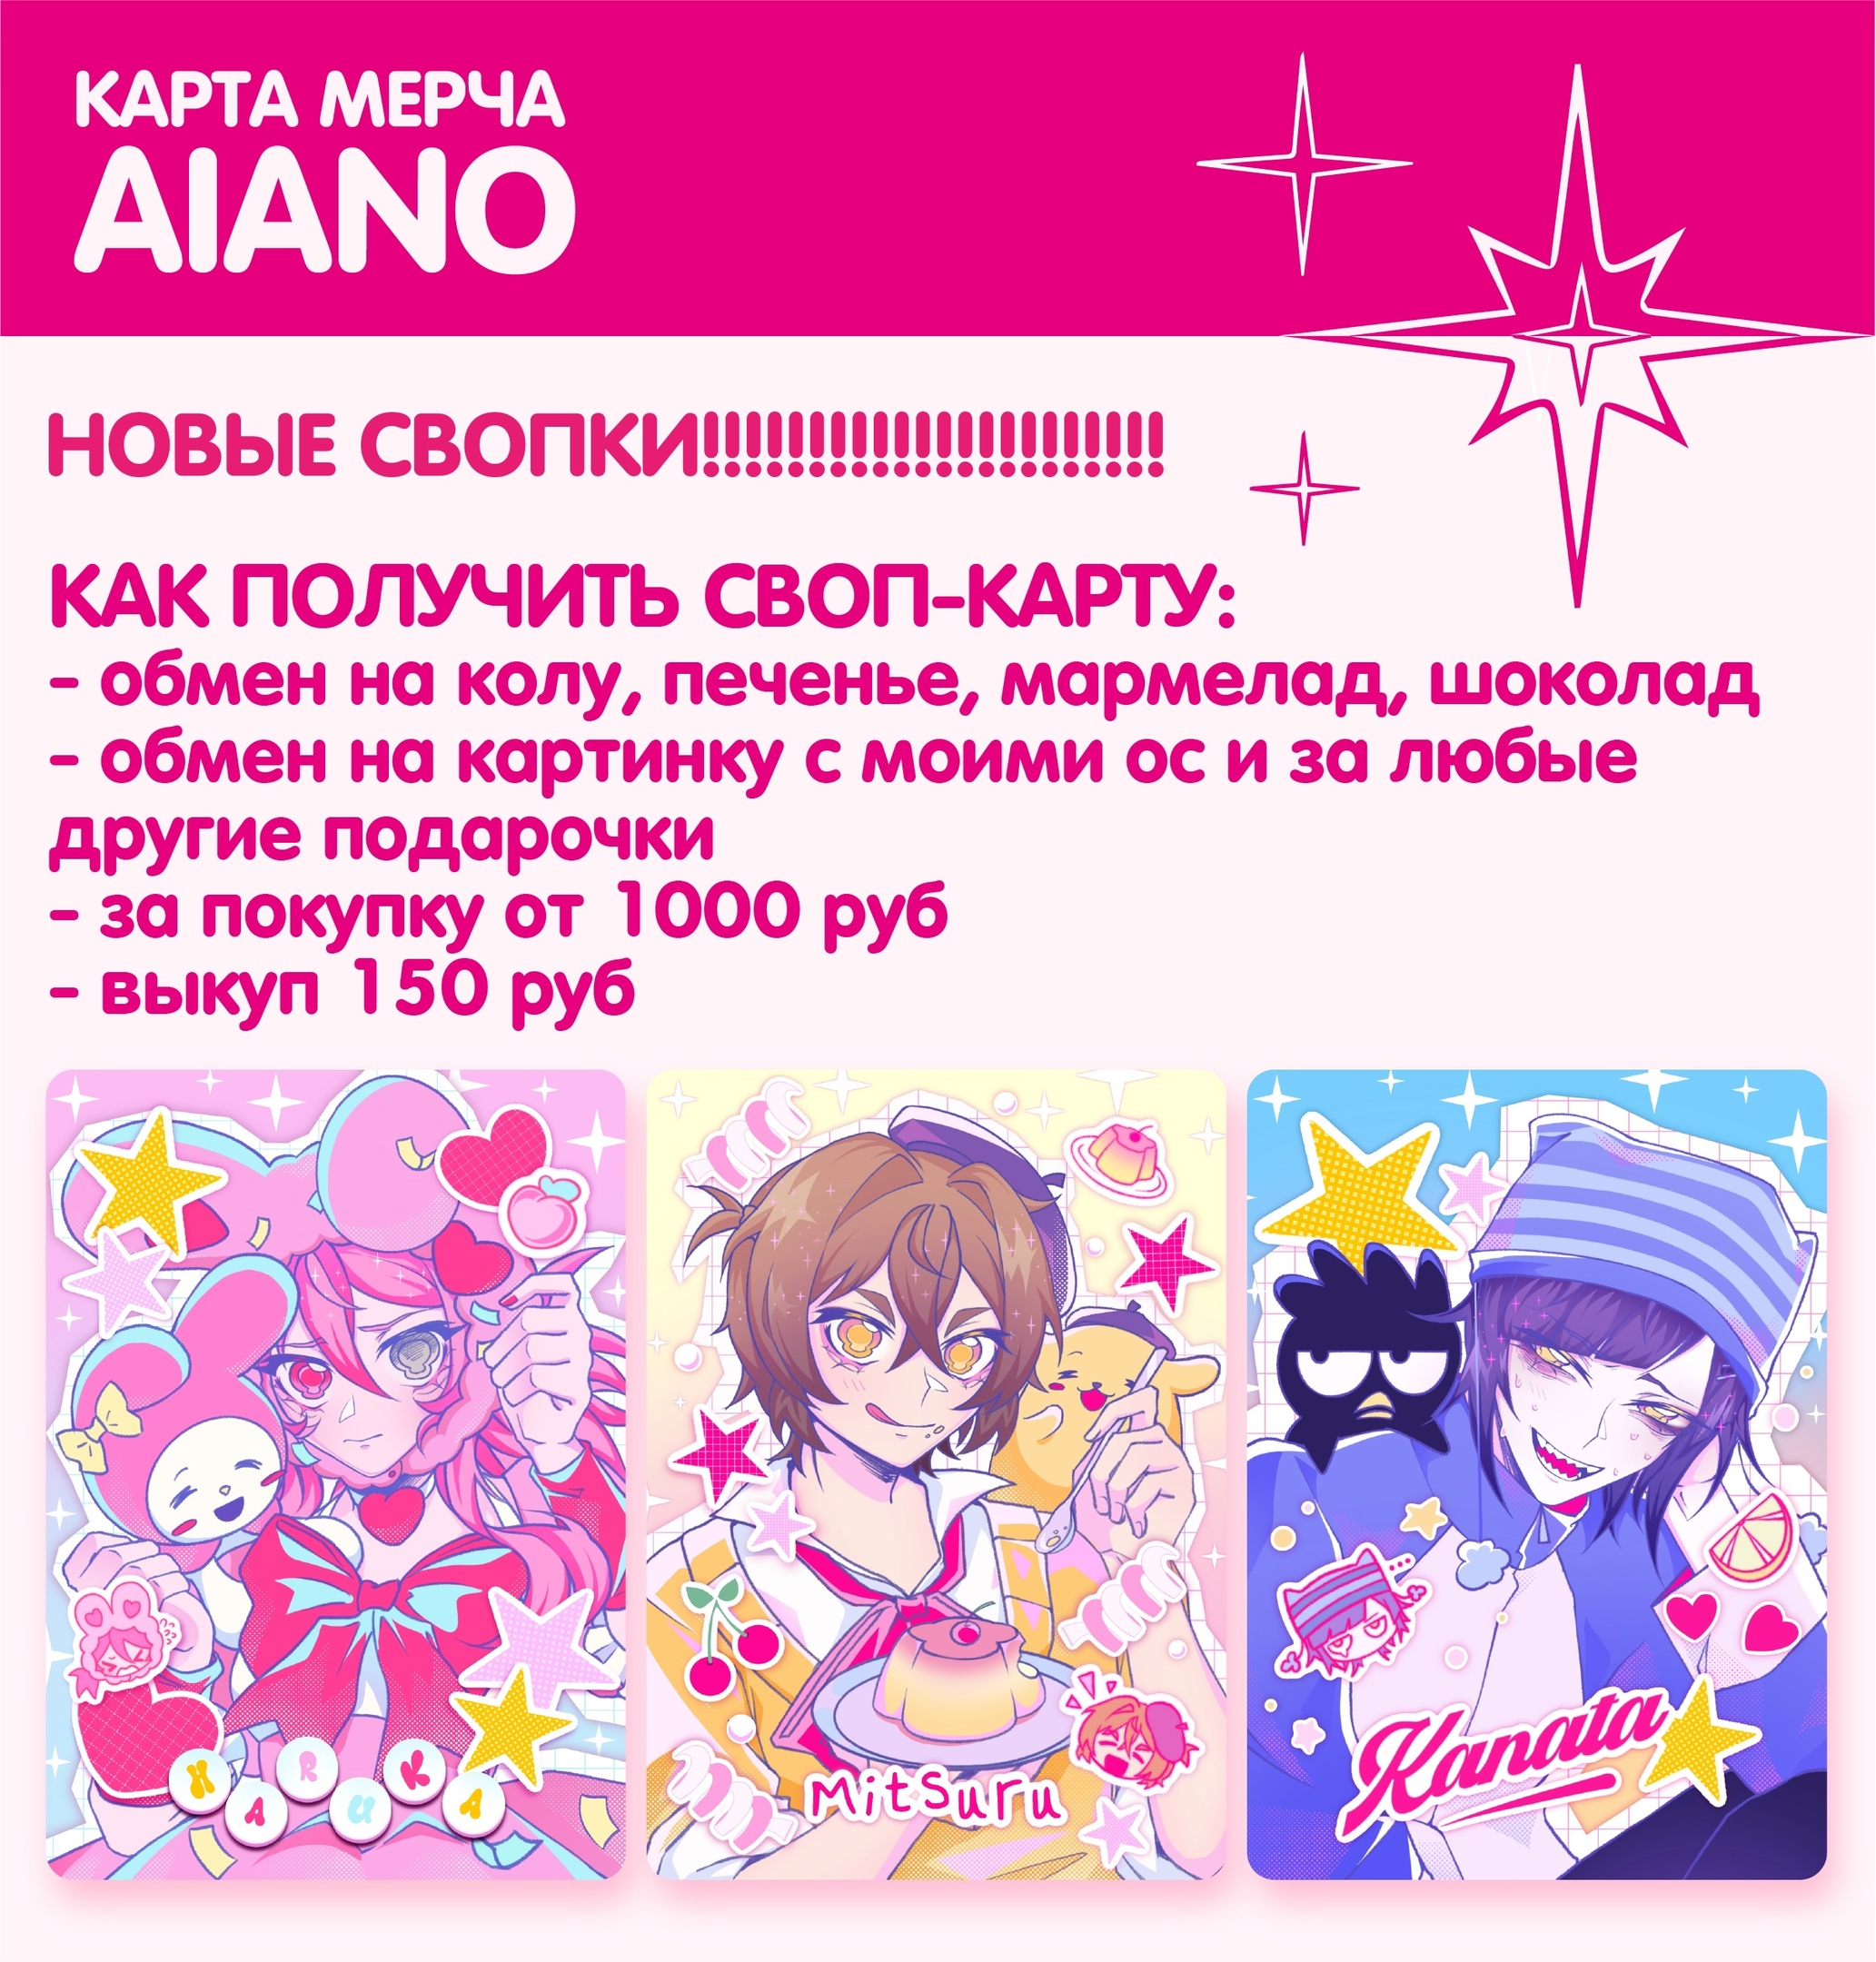 КАРТА МЕРЧА
AIANO
НОВЫЕ СВОПКИ!!!!!!!!!!!!!!!!!!!!!!
КАК ПОЛУЧИТЬ СВОП-КАРТУ:
- обмен на колу, печенье, мармелад, шоколад
- обмен на картинку с моими ос и за любые
другие подарочки
- за покупку от 1000 руб
- выкуп 150 руб
HARUKA
MitSuru
Kanata